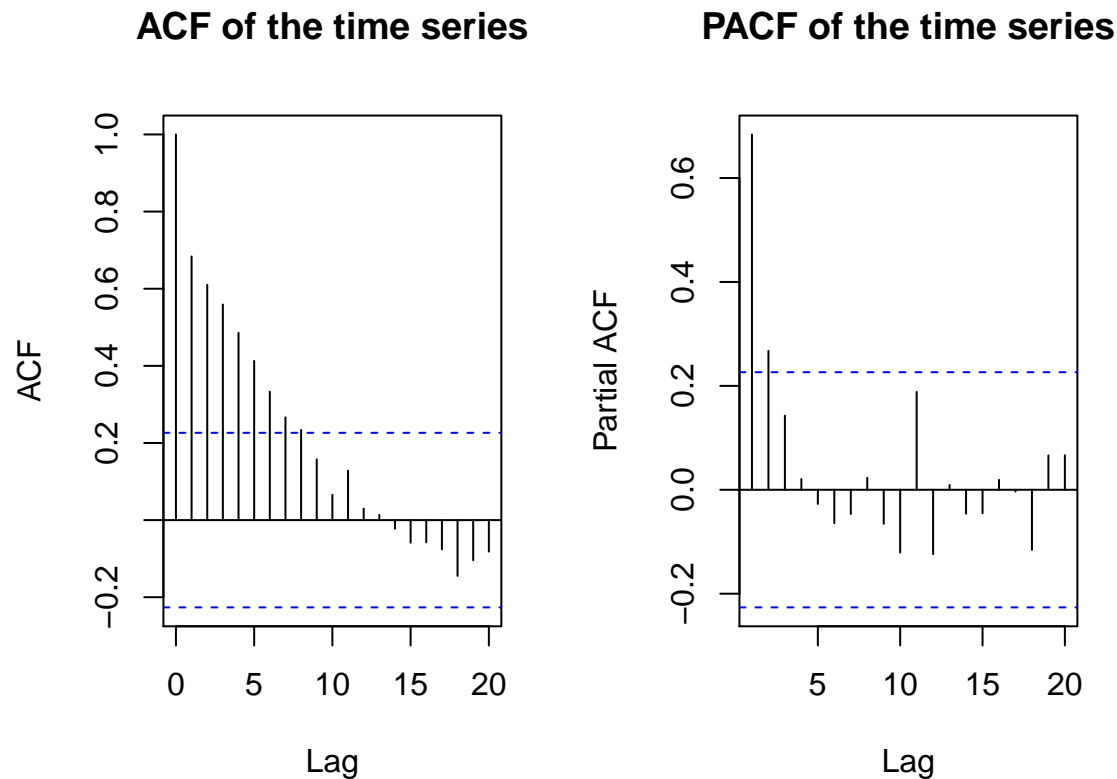 ACF of the time series
ACF
1.0
0.8
0.6
0.4
0.2
−0.2
0 5 10 15 20
Lag
PACF of the time series
Partial ACF
0.6
0.4
0.2
0.0
−0.2
5 10 15 20
Lag